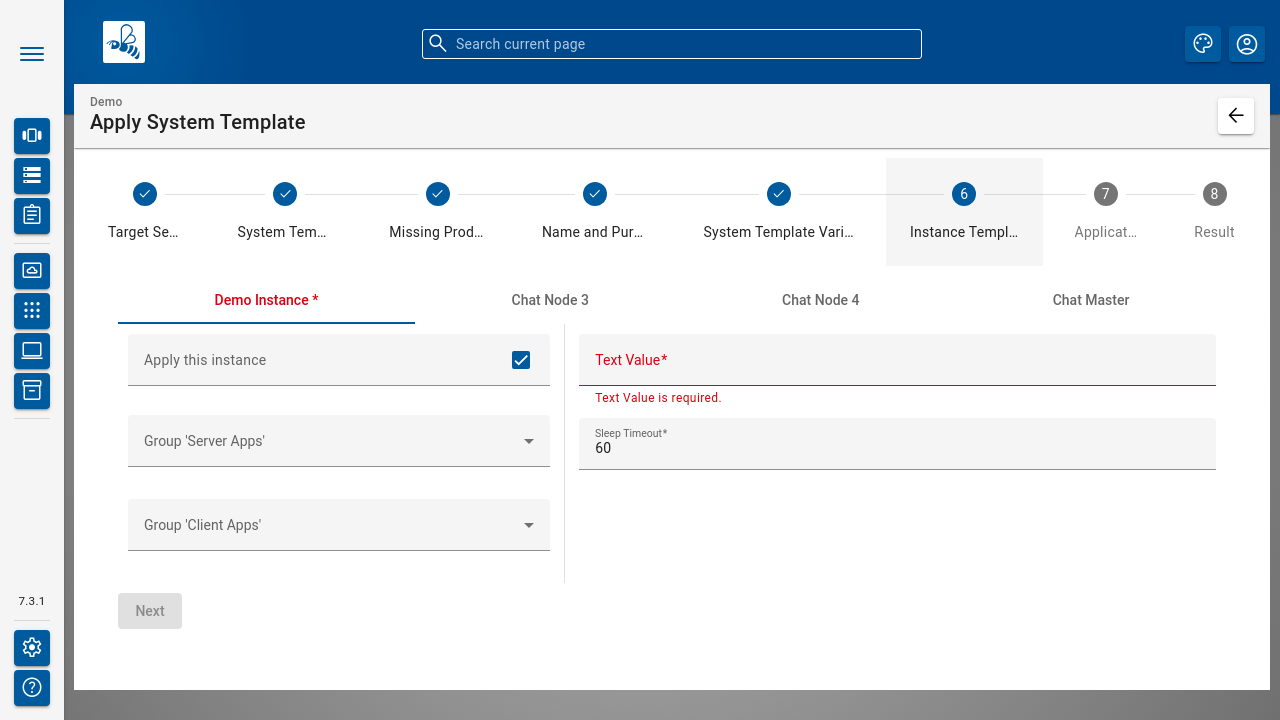 Search current page
Demo
Apply System Template
Target Se…
System Tem…
Missing Prod…
Name and Pur…
System Template Vari…
6
Instance Templ…
7
Applicat…
8
Result
Demo Instance *
Chat Node 3
Chat Node 4
Chat Master
Apply this instance
Group 'Server Apps'
Group 'Client Apps'
Text Value*
Text Value is required.
Sleep Timeout*
60
Next
7.3.1